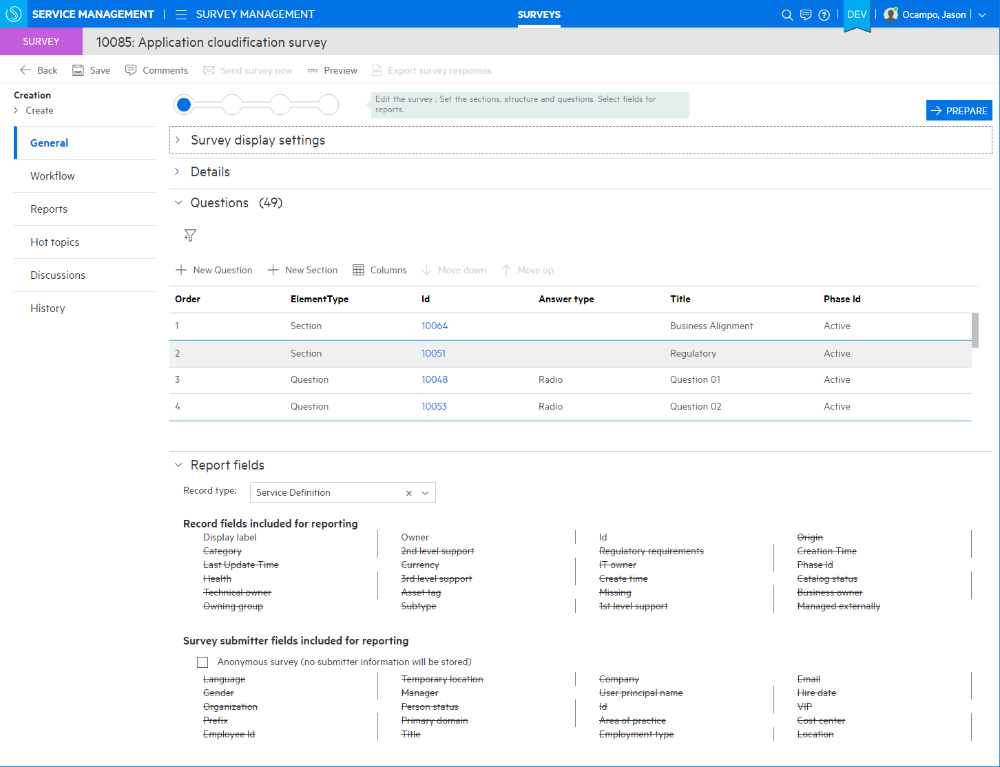 SERVICE MANAGEMENT SURVEY MANAGEMENT SURVEYS DEV Ocampo, Jason
SURVEY 10085: Application cloudification survey
Back Save Comments Send survey now Preview XLS Export survey responses
Creation
Create
Edit the survey : Set the sections, structure and questions. Select fields for
reports.
PREPARE
General
Workflow
Reports
Hot topics
Discussions
History
Survey display settings
Details
Questions (49)
New Question New Section Columns Move down Move up
Order ElementType Id Answer type Title Phase Id
1 Section 10064 Business Alignment Active
2 Section 10051 Regulatory Active
3 Question 10048 Radio Question 01 Active
4 Question 10053 Radio Question 02 Active
Report fields
Record type: Service Definition
Record fields included for reporting
Display label Owner Id Origin
Category 2nd level support Regulatory requirements Creation Time
Last Update Time Currency IT owner Phase Id
Health 3rd level support Create time Catalog status
Technical owner Asset tag Missing Business owner
Owning group Subtype 1st level support Managed externally
Survey submitter fields included for reporting
Anonymous survey (no submitter information will be stored)
Language Temporary location Company Email
Gender Manager User principal name Hire date
Organization Person status Id VIP
Prefix Primary domain Area of practice Cost center
Employee Id Title Employment type Location